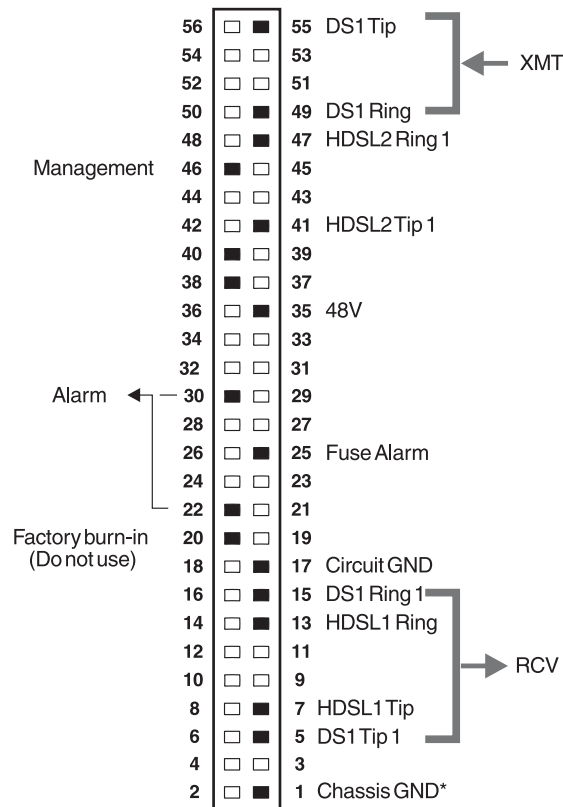 56 55 DS1 Tip
54 53
XMT
52 51
50 49 DS1 Ring
48 47 HDSL2 Ring 1
Management 46 45
44 43
42 41 HDSL2 Tip 1
40 39
38 37
36 35 48V
34 33
32 31
Alarm 30 29
28 27
26 25 Fuse Alarm
24 23
22 21
Factory burn-in 20 19
(Do not use)
18 17 Circuit GND
16 15 DS1 Ring 1
14 13 HDSL1 Ring
12 11
RCV
10 9
8 7 HDSL1 Tip
6 5 DS1 Tip 1
4 3
2 1 Chassis GND*